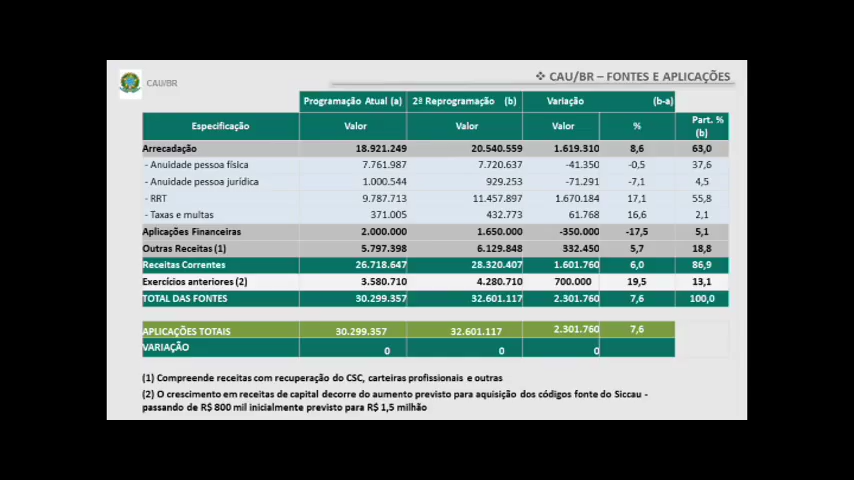 CAU/BR
❖ CAU/BR – FONTES E APLICAÇÕES
Programação Atual (a) 2ª Reprogramação (b) Variação (b-a)
Especificação Valor Valor Valor % Part. % (b)
Arrecadação 18.921.249 20.540.559 1.619.310 8,6 63,0
- Anuidade pessoa física 7.761.987 7.720.637 -41.350 -0,5 37,6
- Anuidade pessoa jurídica 1.000.544 929.253 -71.291 -7,1 4,5
- RRT 9.787.713 11.457.897 1.670.184 17,1 55,8
- Taxas e multas 371.005 432.773 61.768 16,6 2,1
Aplicações Financeiras 2.000.000 1.650.000 -350.000 -17,5 5,1
Outras Receitas (1) 5.797.398 6.129.848 332.450 5,7 18,8
Receitas Correntes 26.718.647 28.320.407 1.601.760 6,0 86,9
Exercícios anteriores (2) 3.580.710 4.280.710 700.000 19,5 13,1
TOTAL DAS FONTES 30.299.357 32.601.117 2.301.760 7,6 100,0
APLICAÇÕES TOTAIS 30.299.357 32.601.117 2.301.760 7,6
VARIAÇÃO 0 0 0
(1) Compreende receitas com recuperação do CSC, carteiras profissionais e outras
(2) O crescimento em receitas de capital decorre do aumento previsto para aquisição dos códigos fonte do Siccau -
passando de R$ 800 mil inicialmente previsto para R$ 1,5 milhão